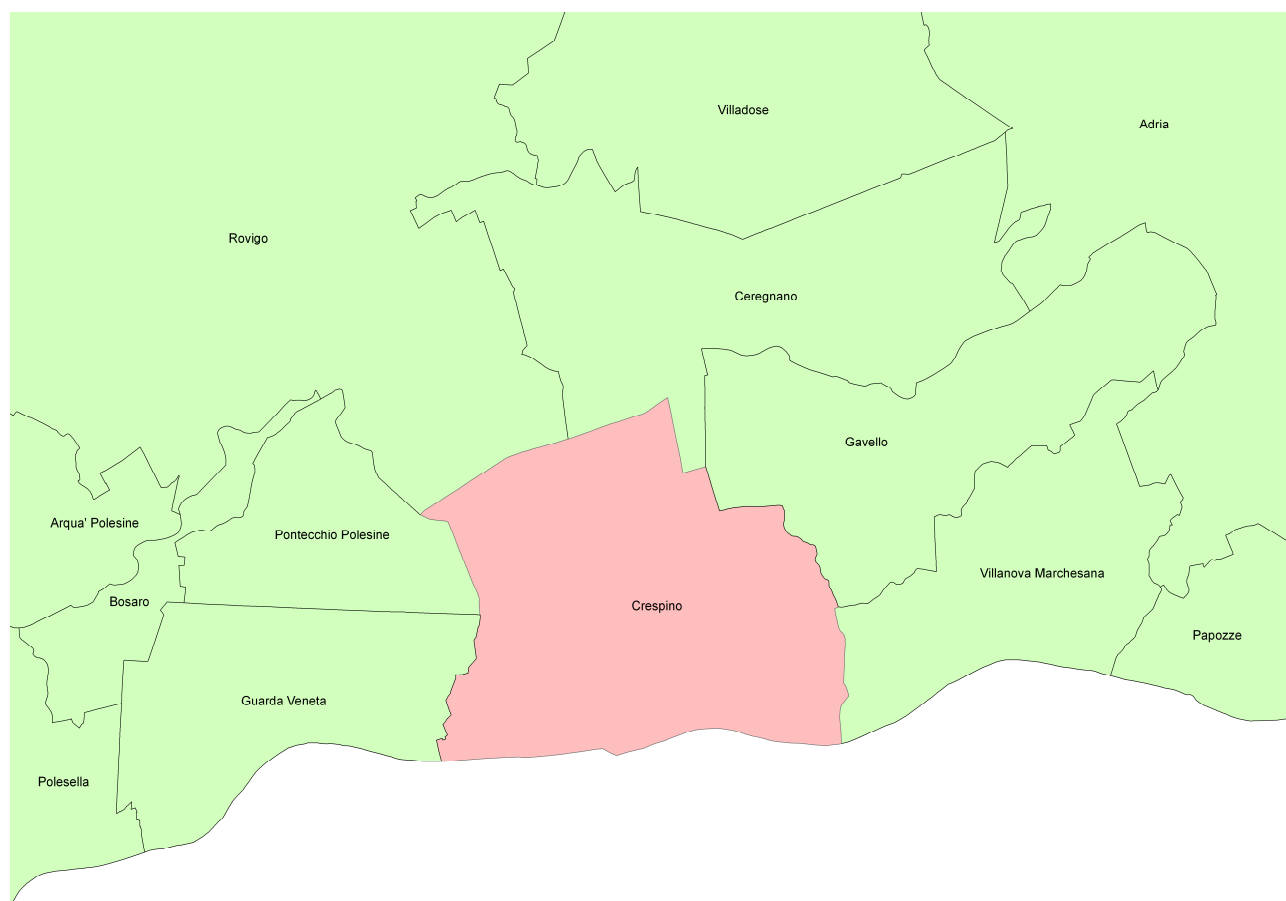 Villadose
Adria
Rovigo
Ceregnano
Gavello
Arqua' Polesine
Pontecchio Polesine
Villanova Marchesana
Bosaro
Crespino
Papozze
Guarda Veneta
Polesella